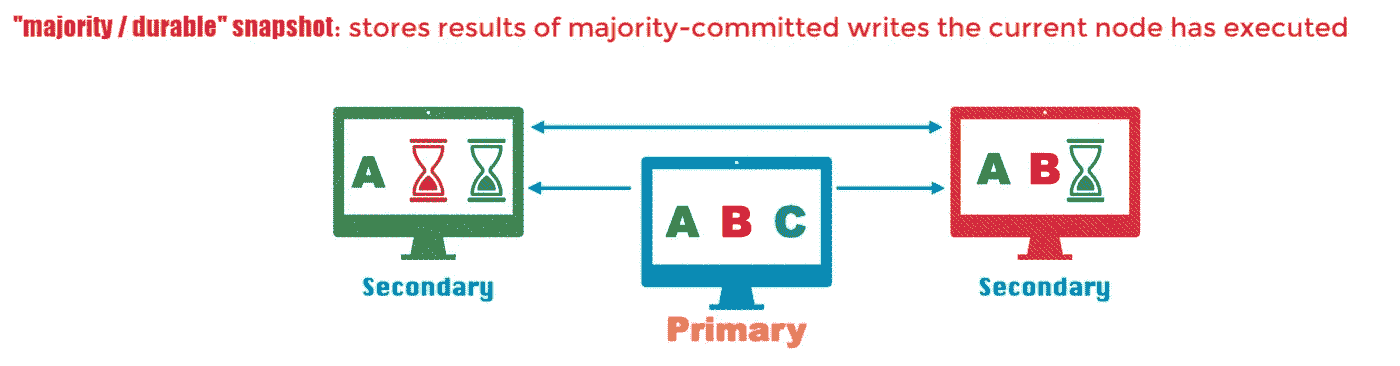 "majority / durable" snapshot: stores results of majority-committed writes the current node has executed
A
A B
A B C
Secondary
Secondary
Primary